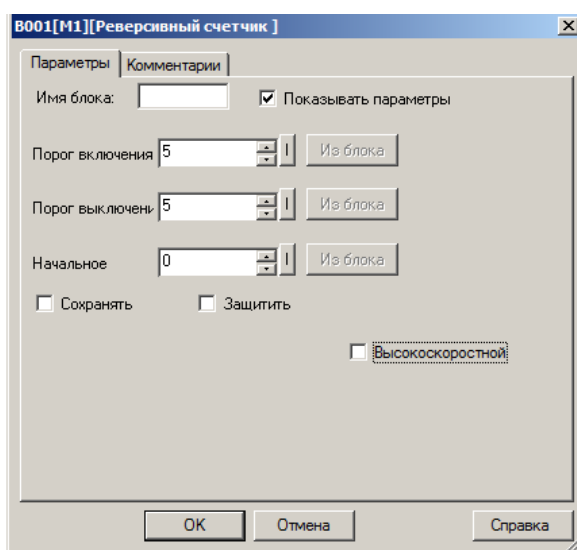 B001[M1][Реверсивный счетчик ]
Параметры Комментарии
Имя блока: Показывать параметры
Порог включения 5 I Из блока
Порог выключени 5 I Из блока
Начальное 0 I Из блока
Сохранять Защитить
Высокоскоростной
OK Отмена Справка